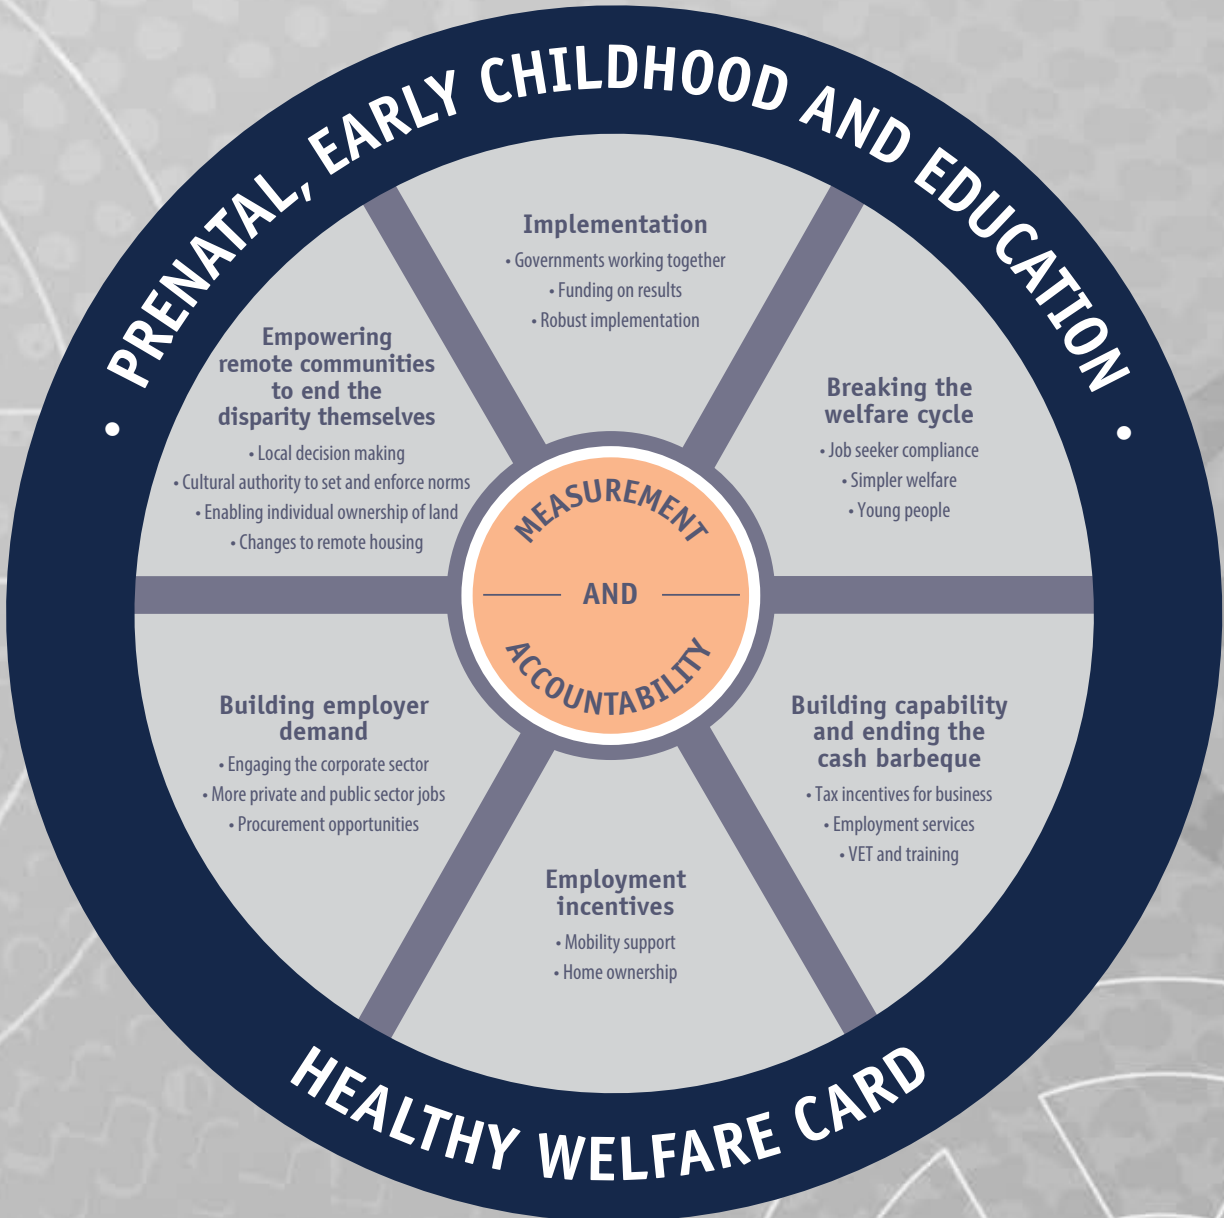 • PRENATAL, EARLY CHILDHOOD AND EDUCATION •
Implementation
• Governments working together
• Funding on results
• Robust implementation
Breaking the
welfare cycle
• Job seeker compliance
• Simpler welfare
• Young people
Building capability
and ending the
cash barbeque
• Tax incentives for business
• Employment services
• VET and training
Employment
incentives
• Mobility support
• Home ownership
Building employer
demand
• Engaging the corporate sector
• More private and public sector jobs
• Procurement opportunities
Empowering
remote communities
to end the
disparity themselves
• Local decision making
• Cultural authority to set and enforce norms
• Enabling individual ownership of land
• Changes to remote housing
MEASUREMENT
AND
ACCOUNTABILITY
HEALTHY WELFARE CARD